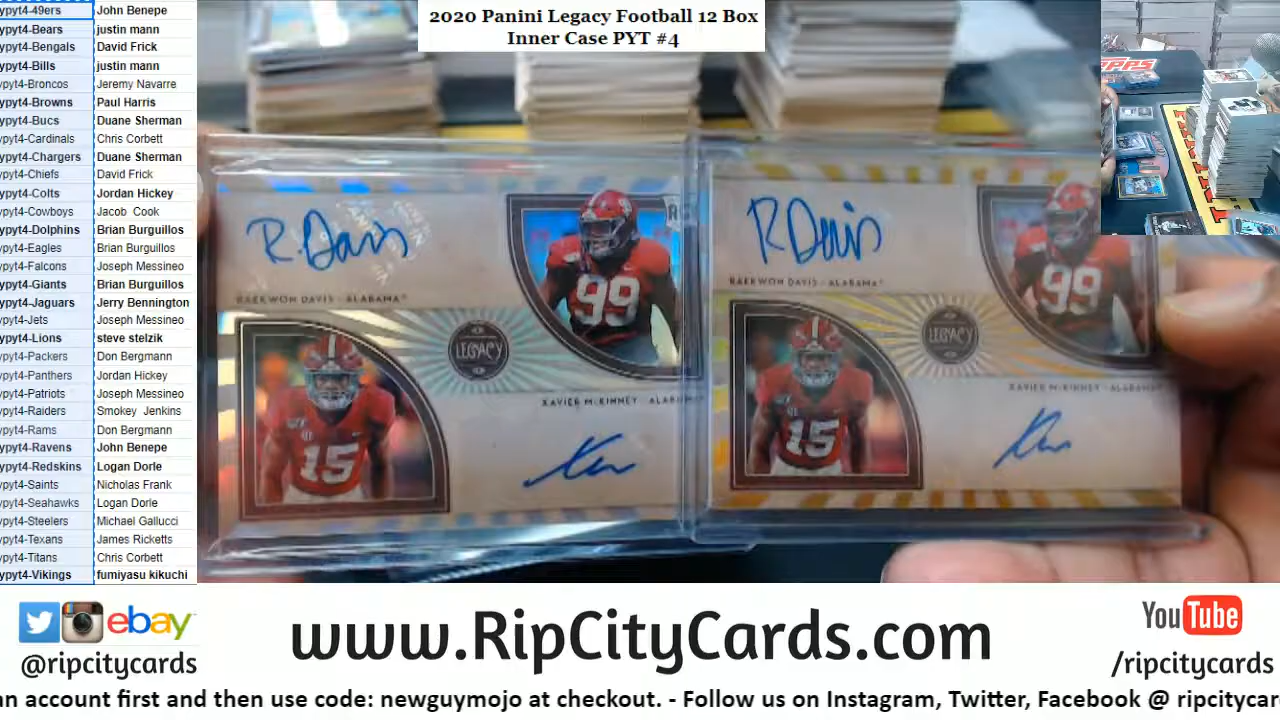 2020 Panini Legacy Football 12 Box
Inner Case PYT #4
ypyt4-49ers John Benepe
ypyt4-Bears justin mann
ypyt4-Bengals David Frick
ypyt4-Bills justin mann
ypyt4-Broncos Jeremy Navarre
ypyt4-Browns Paul Harris
ypyt4-Bucs Duane Sherman
ypyt4-Cardinals Chris Corbett
ypyt4-Chargers Duane Sherman
ypyt4-Chiefs David Frick
ypyt4-Colts Jordan Hickey
ypyt4-Cowboys Jacob Cook
ypyt4-Dolphins Brian Burguillos
ypyt4-Eagles Brian Burguillos
ypyt4-Falcons Joseph Messineo
ypyt4-Giants Brian Burguillos
ypyt4-Jaguars Jerry Bennington
ypyt4-Jets Joseph Messineo
ypyt4-Lions steve stelzik
ypyt4-Packers Don Bergmann
ypyt4-Panthers Jordan Hickey
ypyt4-Patriots Joseph Messineo
ypyt4-Raiders Smokey Jenkins
ypyt4-Rams Don Bergmann
ypyt4-Ravens John Benepe
ypyt4-Redskins Logan Dorle
ypyt4-Saints Nicholas Frank
ypyt4-Seahawks Logan Dorle
ypyt4-Steelers Michael Gallucci
ypyt4-Texans James Ricketts
ypyt4-Titans Chris Corbett
ypyt4-Vikings fumiyasu kikuchi
R. Davis
RAEKWON DAVIS - ALABAMA
99
LEGACY
15
XAVIER McKINNEY - ALABAMA
R Davis
RAEKWON DAVIS - ALABAMA
99
LEGACY
15
XAVIER McKINNEY - ALABAMA
ebay
@ripcitycards
www.RipCityCards.com
YouTube
/ripcitycards
an account first and then use code: newguymojo at checkout. - Follow us on Instagram, Twitter, Facebook @ ripcitycar